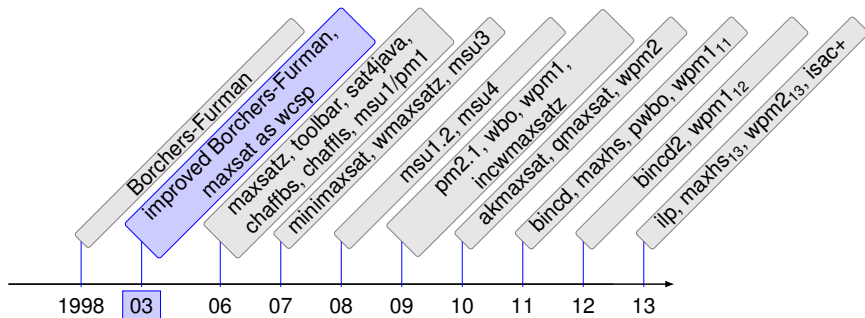 Borchers-Furman
improved Borchers-Furman,
maxsat as wcsp
maxsatz, toolbar, sat4java,
chaffbs, chaffls, msu1/pm1
minimaxsat, wmaxsatz, msu3
msu1.2, msu4
pm2.1, wbo, wpm1,
incwmaxsatz
akmaxsat, qmaxsat, wpm2
bincd, maxhs, pwbo, wpm1₁₁
bincd2, wpm1₁₂
ilp, maxhs₁₃, wpm2₁₃, isac+
1998 03 06 07 08 09 10 11 12 13